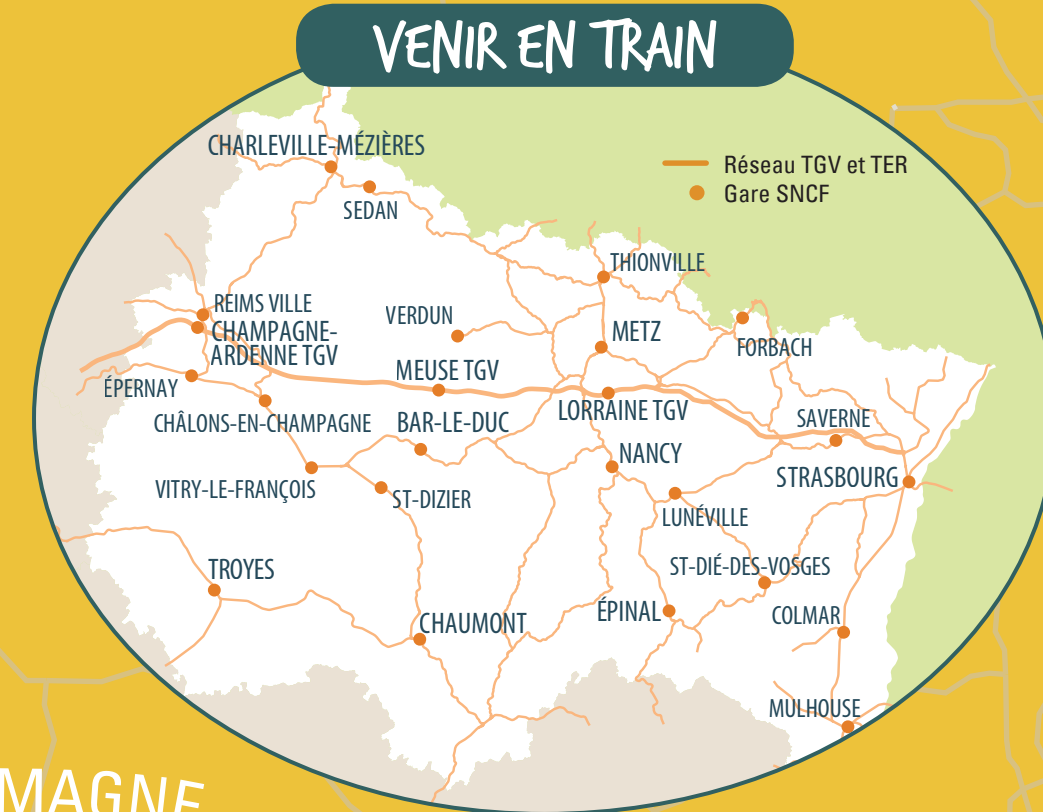 VENIR EN TRAIN
Réseau TGV et TER
Gare SNCF
CHARLEVILLE-MÉZIÈRES
SEDAN
THIONVILLE
REIMS VILLE
CHAMPAGNE-
ARDENNE TGV
VERDUN
METZ
FORBACH
ÉPERNAY
MEUSE TGV
CHÂLONS-EN-CHAMPAGNE
BAR-LE-DUC
LORRAINE TGV
SAVERNE
NANCY
STRASBOURG
VITRY-LE-FRANÇOIS
ST-DIZIER
LUNÉVILLE
TROYES
ST-DIÉ-DES-VOSGES
CHAUMONT
ÉPINAL
COLMAR
MULHOUSE
MAGNE